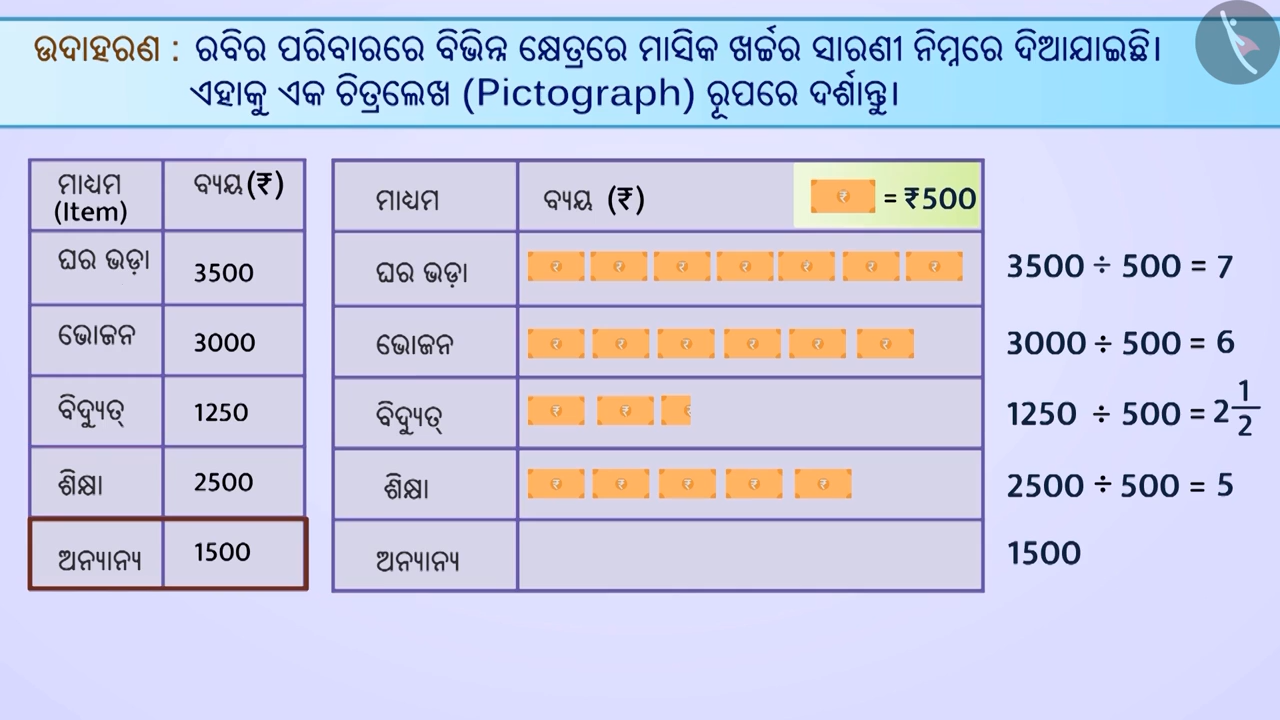 ଉଦାହରଣ : ରବିର ପରିବାରରେ ବିଭିନ୍ନ କ୍ଷେତ୍ରରେ ମାସିକ ଖର୍ଚ୍ଚର ସାରଣୀ ନିମ୍ନରେ ଦିଆଯାଇଛି।
ଏହାକୁ ଏକ ଚିତ୍ରଲେଖ (Pictograph) ରୂପରେ ଦର୍ଶାନ୍ତୁ।
ମାଧ୍ୟମ (Item) ବ୍ୟୟ (₹)
ଘର ଭଡ଼ା 3500
ଭୋଜନ 3000
ବିଦ୍ୟୁତ୍ 1250
ଶିକ୍ଷା 2500
ଅନ୍ୟାନ୍ୟ 1500
ମାଧ୍ୟମ ବ୍ୟୟ (₹) ₹ = ₹500
ଘର ଭଡ଼ା ₹ ₹ ₹ ₹ ₹ ₹ ₹ 3500 ÷ 500 = 7
ଭୋଜନ ₹ ₹ ₹ ₹ ₹ ₹ 3000 ÷ 500 = 6
ବିଦ୍ୟୁତ୍ ₹ ₹ 1250 ÷ 500 = 2 1/2
ଶିକ୍ଷା ₹ ₹ ₹ ₹ ₹ 2500 ÷ 500 = 5
ଅନ୍ୟାନ୍ୟ 1500